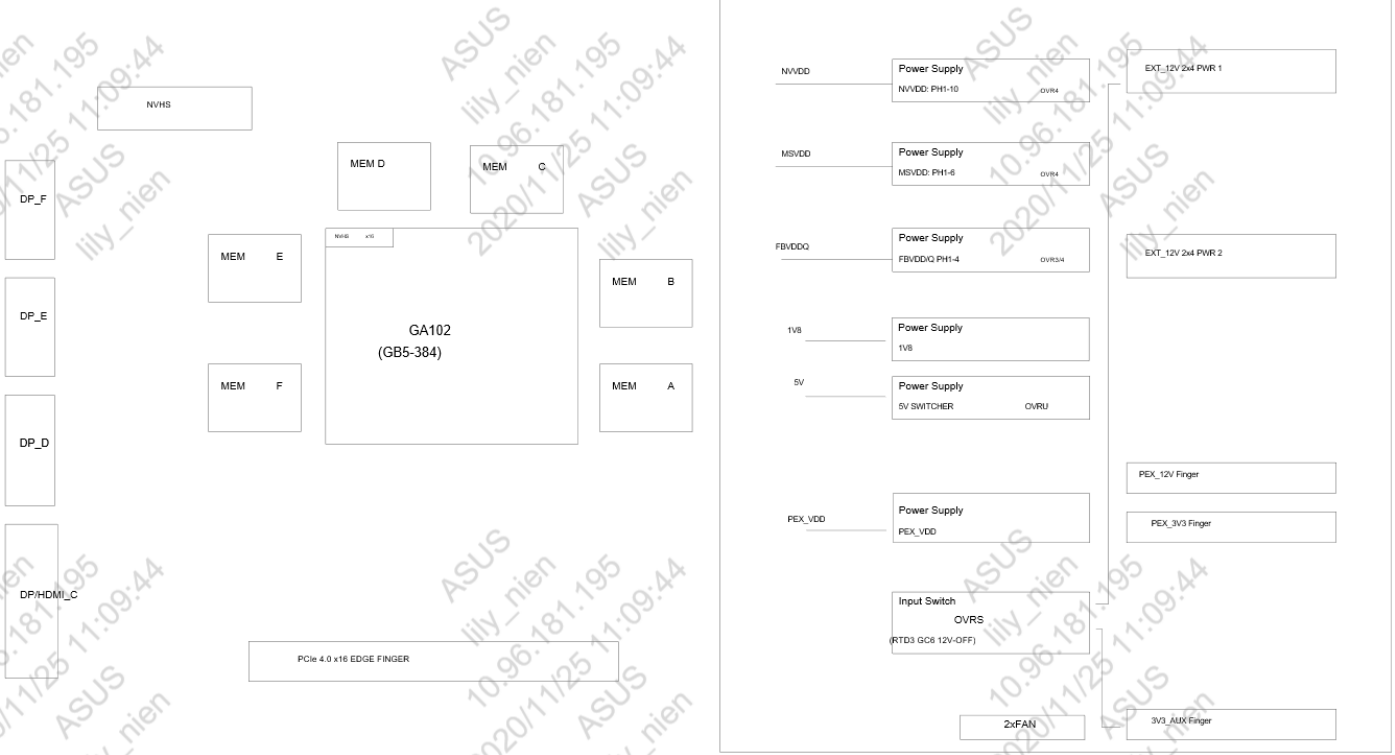 NVHS
DP_F
DP_E
DP_D
DP/HDMI_C
MEM D
MEM C
MEM E
MEM B
MEM F
MEM A
NVHS x16
GA102
(GB5-384)
PCIe 4.0 x16 EDGE FINGER
NVVDD
Power Supply
NVVDD: PH1-10 OVR4
MSVDD
Power Supply
MSVDD: PH1-6 OVR4
FBVDDQ
Power Supply
FBVDD/Q PH1-4 OVR3/4
1V8
Power Supply
1V8
5V
Power Supply
5V SWITCHER OVRU
PEX_VDD
Power Supply
PEX_VDD
Input Switch
OVRS
(RTD3 GC6 12V-OFF)
2xFAN
EXT_12V 2x4 PWR 1
EXT_12V 2x4 PWR 2
PEX_12V Finger
PEX_3V3 Finger
3V3_AUX Finger
ASUS
lily_nien
10.96.181.195
2020/11/25 11:09:44
ASUS
lily_nien